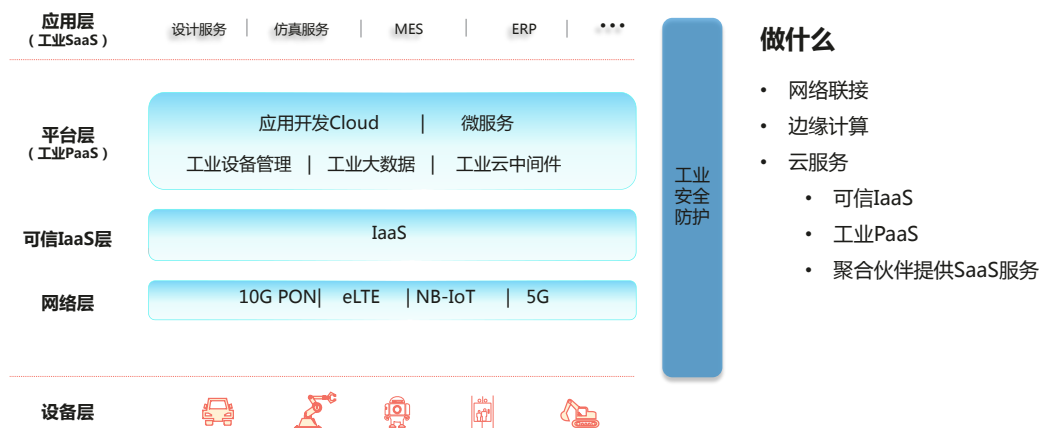 应用层
（工业SaaS）
设计服务 | 仿真服务 | MES | ERP | •••
平台层
（工业PaaS）
应用开发Cloud | 微服务
工业设备管理 | 工业大数据 | 工业云中间件
可信IaaS层
IaaS
网络层
10G PON| eLTE |NB-IoT | 5G
设备层
工业
安全
防护
做什么
• 网络联接
• 边缘计算
• 云服务
• 可信IaaS
• 工业PaaS
• 聚合伙伴提供SaaS服务